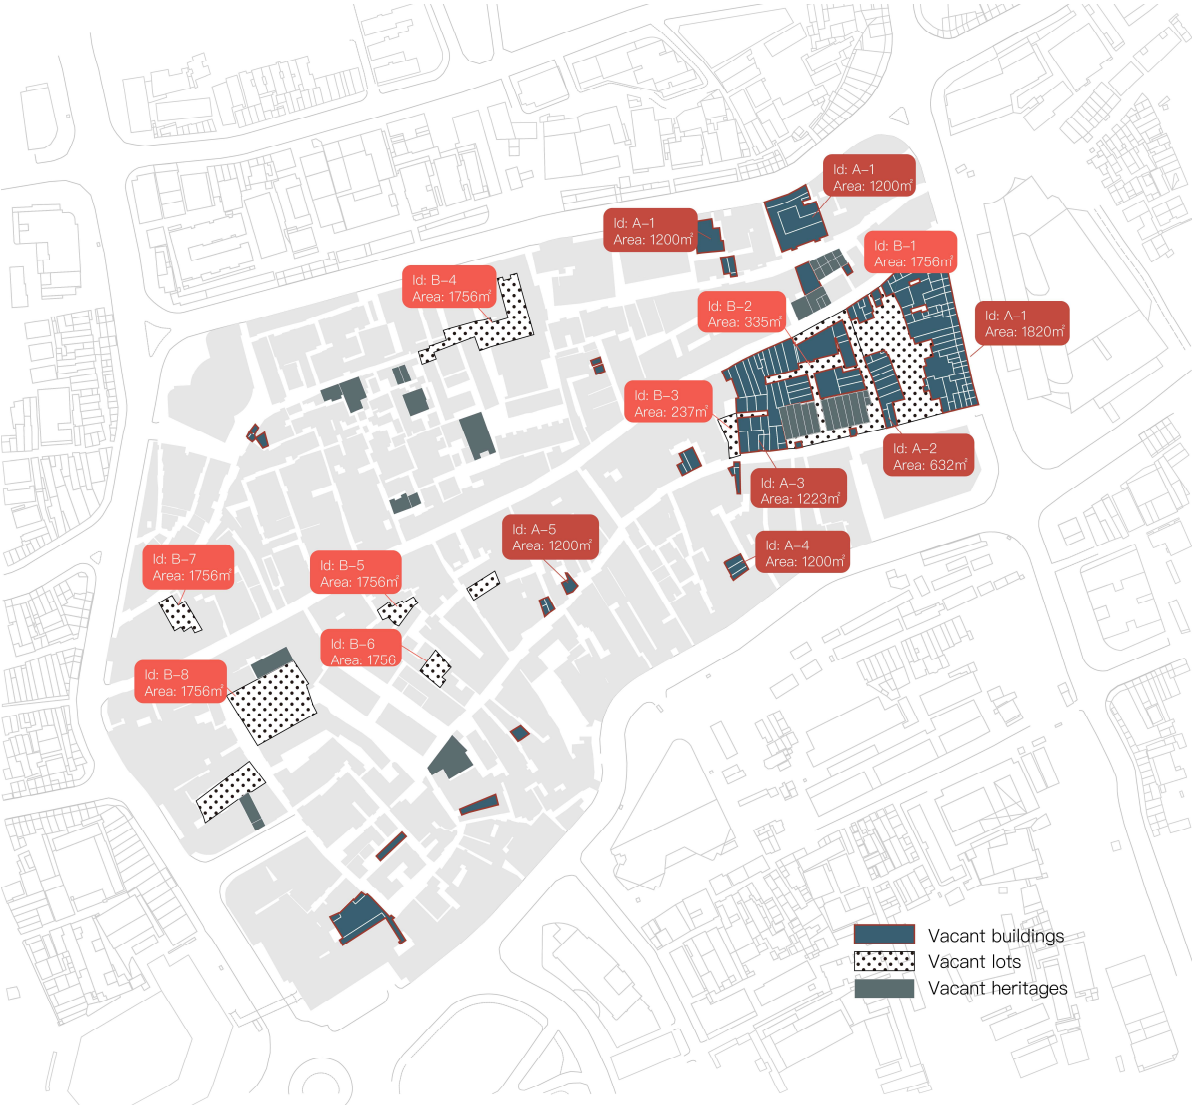 Id: A-1
Area: 1200㎡
Id: A-1
Area: 1200㎡
Id: B-1
Area: 1756㎡
Id: B-4
Area: 1756㎡
Id: B-2
Area: 335㎡
Id: A-1
Area: 1820㎡
Id: B-3
Area: 237㎡
Id: A-2
Area: 632㎡
Id: A-3
Area: 1223㎡
Id: A-5
Area: 1200㎡
Id: A-4
Area: 1200㎡
Id: B-7
Area: 1756㎡
Id: B-5
Area: 1756㎡
Id: B-6
Area: 1756
Id: B-8
Area: 1756㎡
Vacant buildings
Vacant lots
Vacant heritages